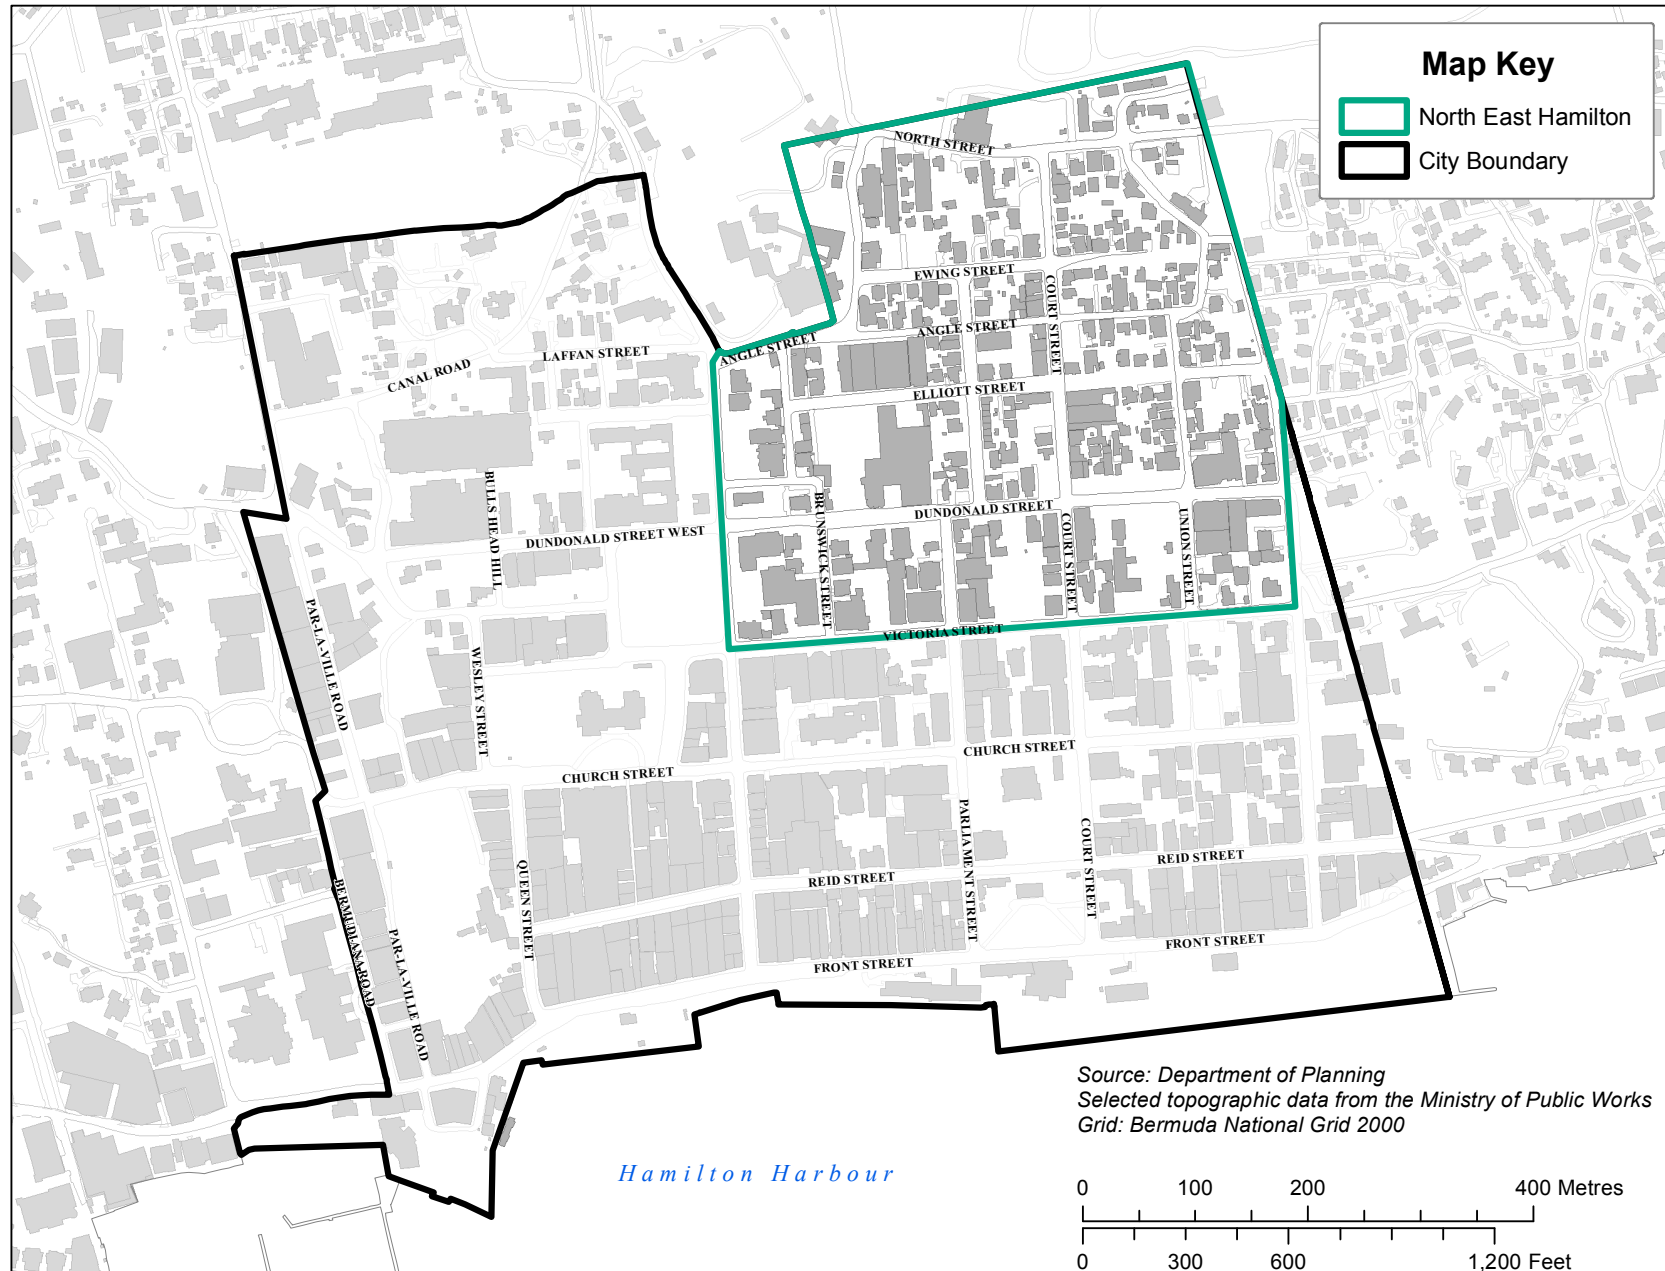 Map Key
North East Hamilton
City Boundary
NORTH STREET
EWING STREET
COURT STREET
ANGLE STREET
ANGLE STREET
LAFFAN STREET
CANAL ROAD
ELLIOTT STREET
BULLS HEAD HILL
BRUNSWICK STREET
DUNDONALD STREET
COURT STREET
UNION STREET
DUNDONALD STREET WEST
PAR-LA-VILLE ROAD
VICTORIA STREET
WESLEY STREET
CHURCH STREET
CHURCH STREET
PARLIAMENT STREET
COURT STREET
REID STREET
QUEEN STREET
REID STREET
BERMUDIANA ROAD
PAR-LA-VILLE ROAD
FRONT STREET
FRONT STREET
Source: Department of Planning
Selected topographic data from the Ministry of Public Works
Grid: Bermuda National Grid 2000
Hamilton Harbour
0 100 200 400 Metres
0 300 600 1,200 Feet